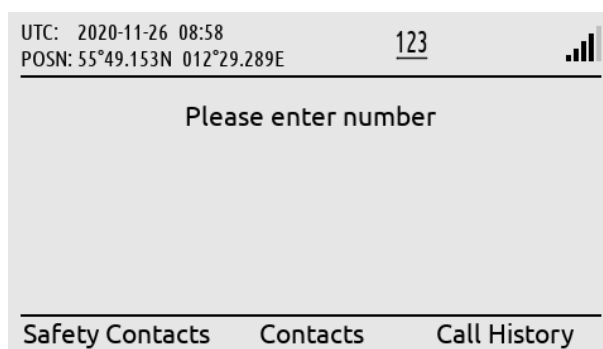 UTC: 2020-11-26 08:58
POSN: 55°49.153N 012°29.289E
123
Please enter number
Safety Contacts Contacts Call History